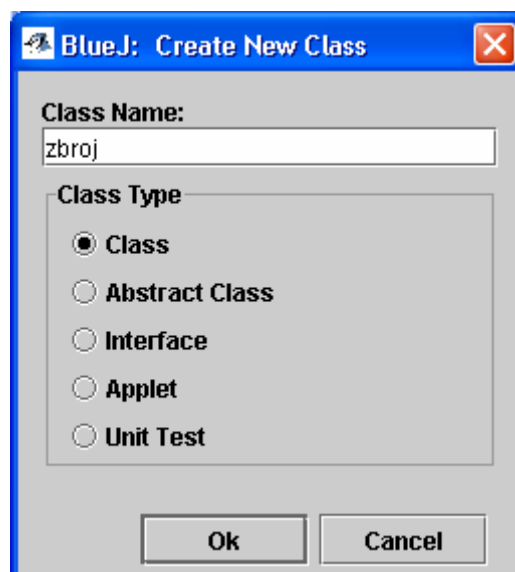 BlueJ: Create New Class
Class Name:
zbroj
Class Type
Class
Abstract Class
Interface
Applet
Unit Test
Ok Cancel